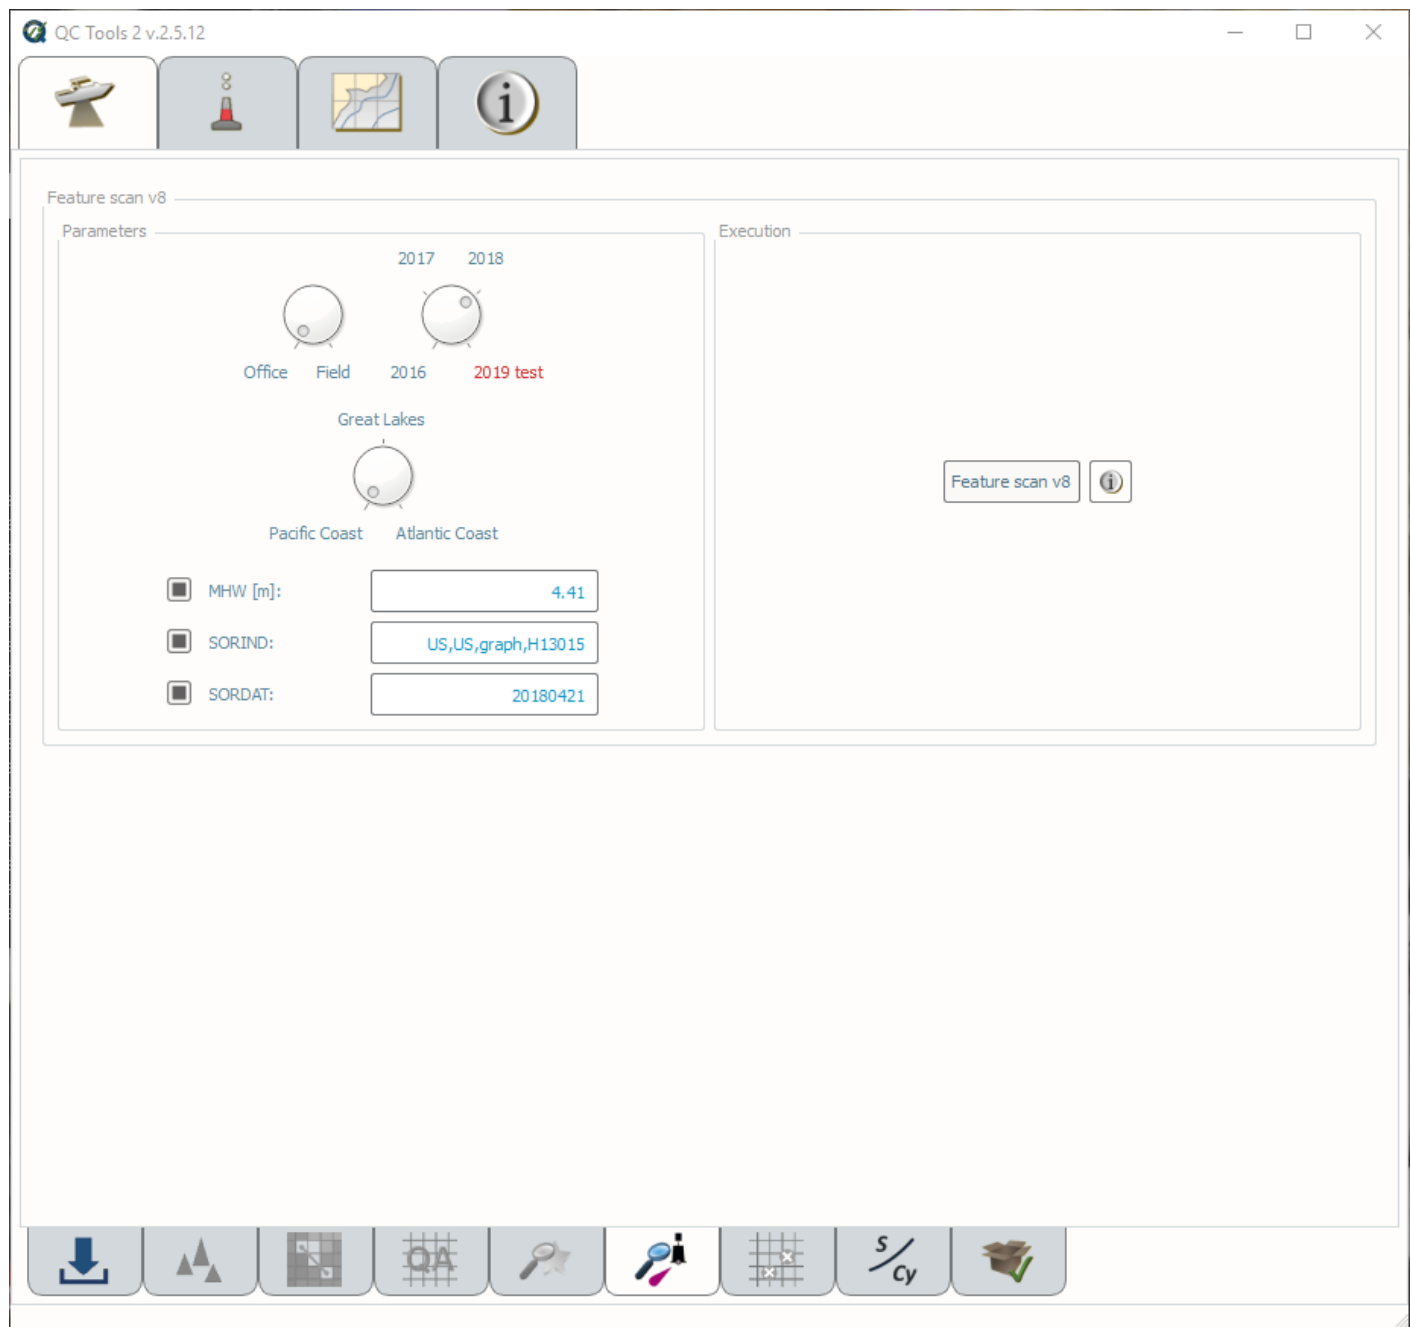 QC Tools 2 v.2.5.12
i
Feature scan v8
Parameters
2017 2018
Office Field 2016 2019 test
Great Lakes
Pacific Coast Atlantic Coast
MHW [m]: 4.41
SORIND: US,US,graph,H13015
SORDAT: 20180421
Execution
Feature scan v8 i
QA
S/Cy